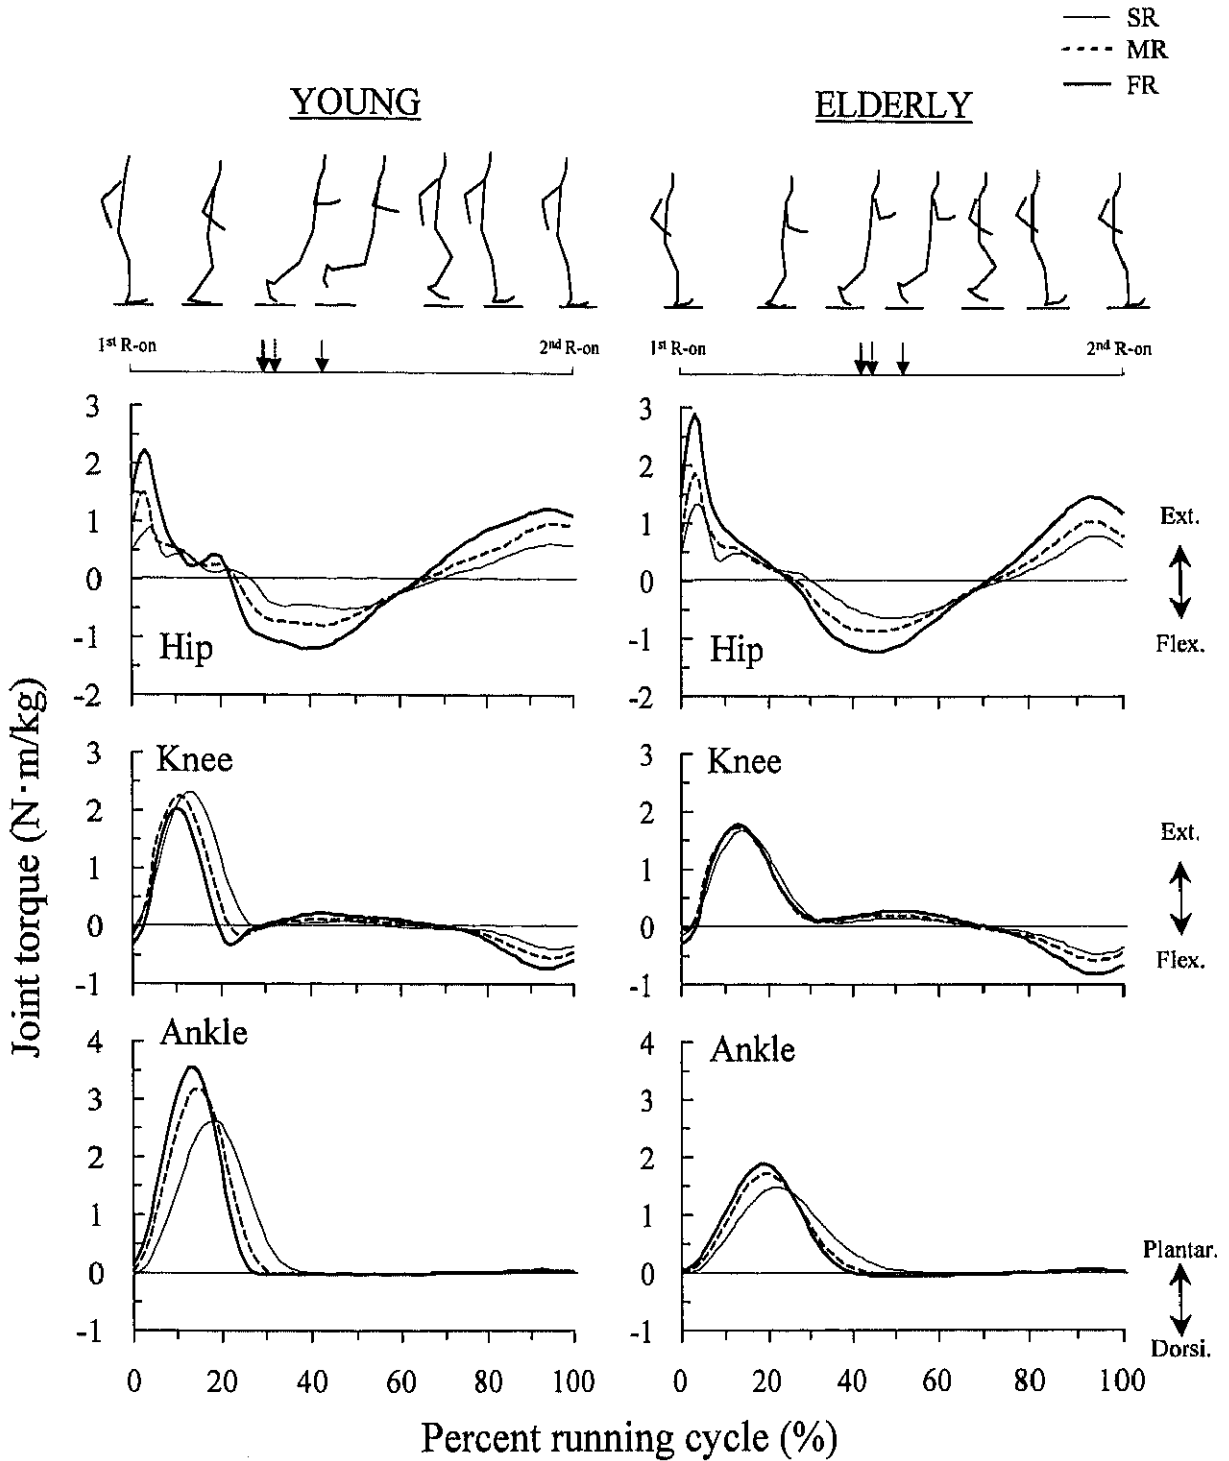 SR
MR
FR
YOUNG
ELDERLY
1st R-on
2nd R-on
1st R-on
2nd R-on
3
2
1
0
-1
-2
Hip
3
2
1
0
-1
-2
Hip
Ext.
Flex.
Joint torque (N·m/kg)
3
2
1
0
-1
Knee
3
2
1
0
-1
Knee
Ext.
Flex.
4
3
2
1
0
-1
Ankle
4
3
2
1
0
-1
Ankle
Plantar.
Dorsi.
0 20 40 60 80 100
0 20 40 60 80 100
Percent running cycle (%)